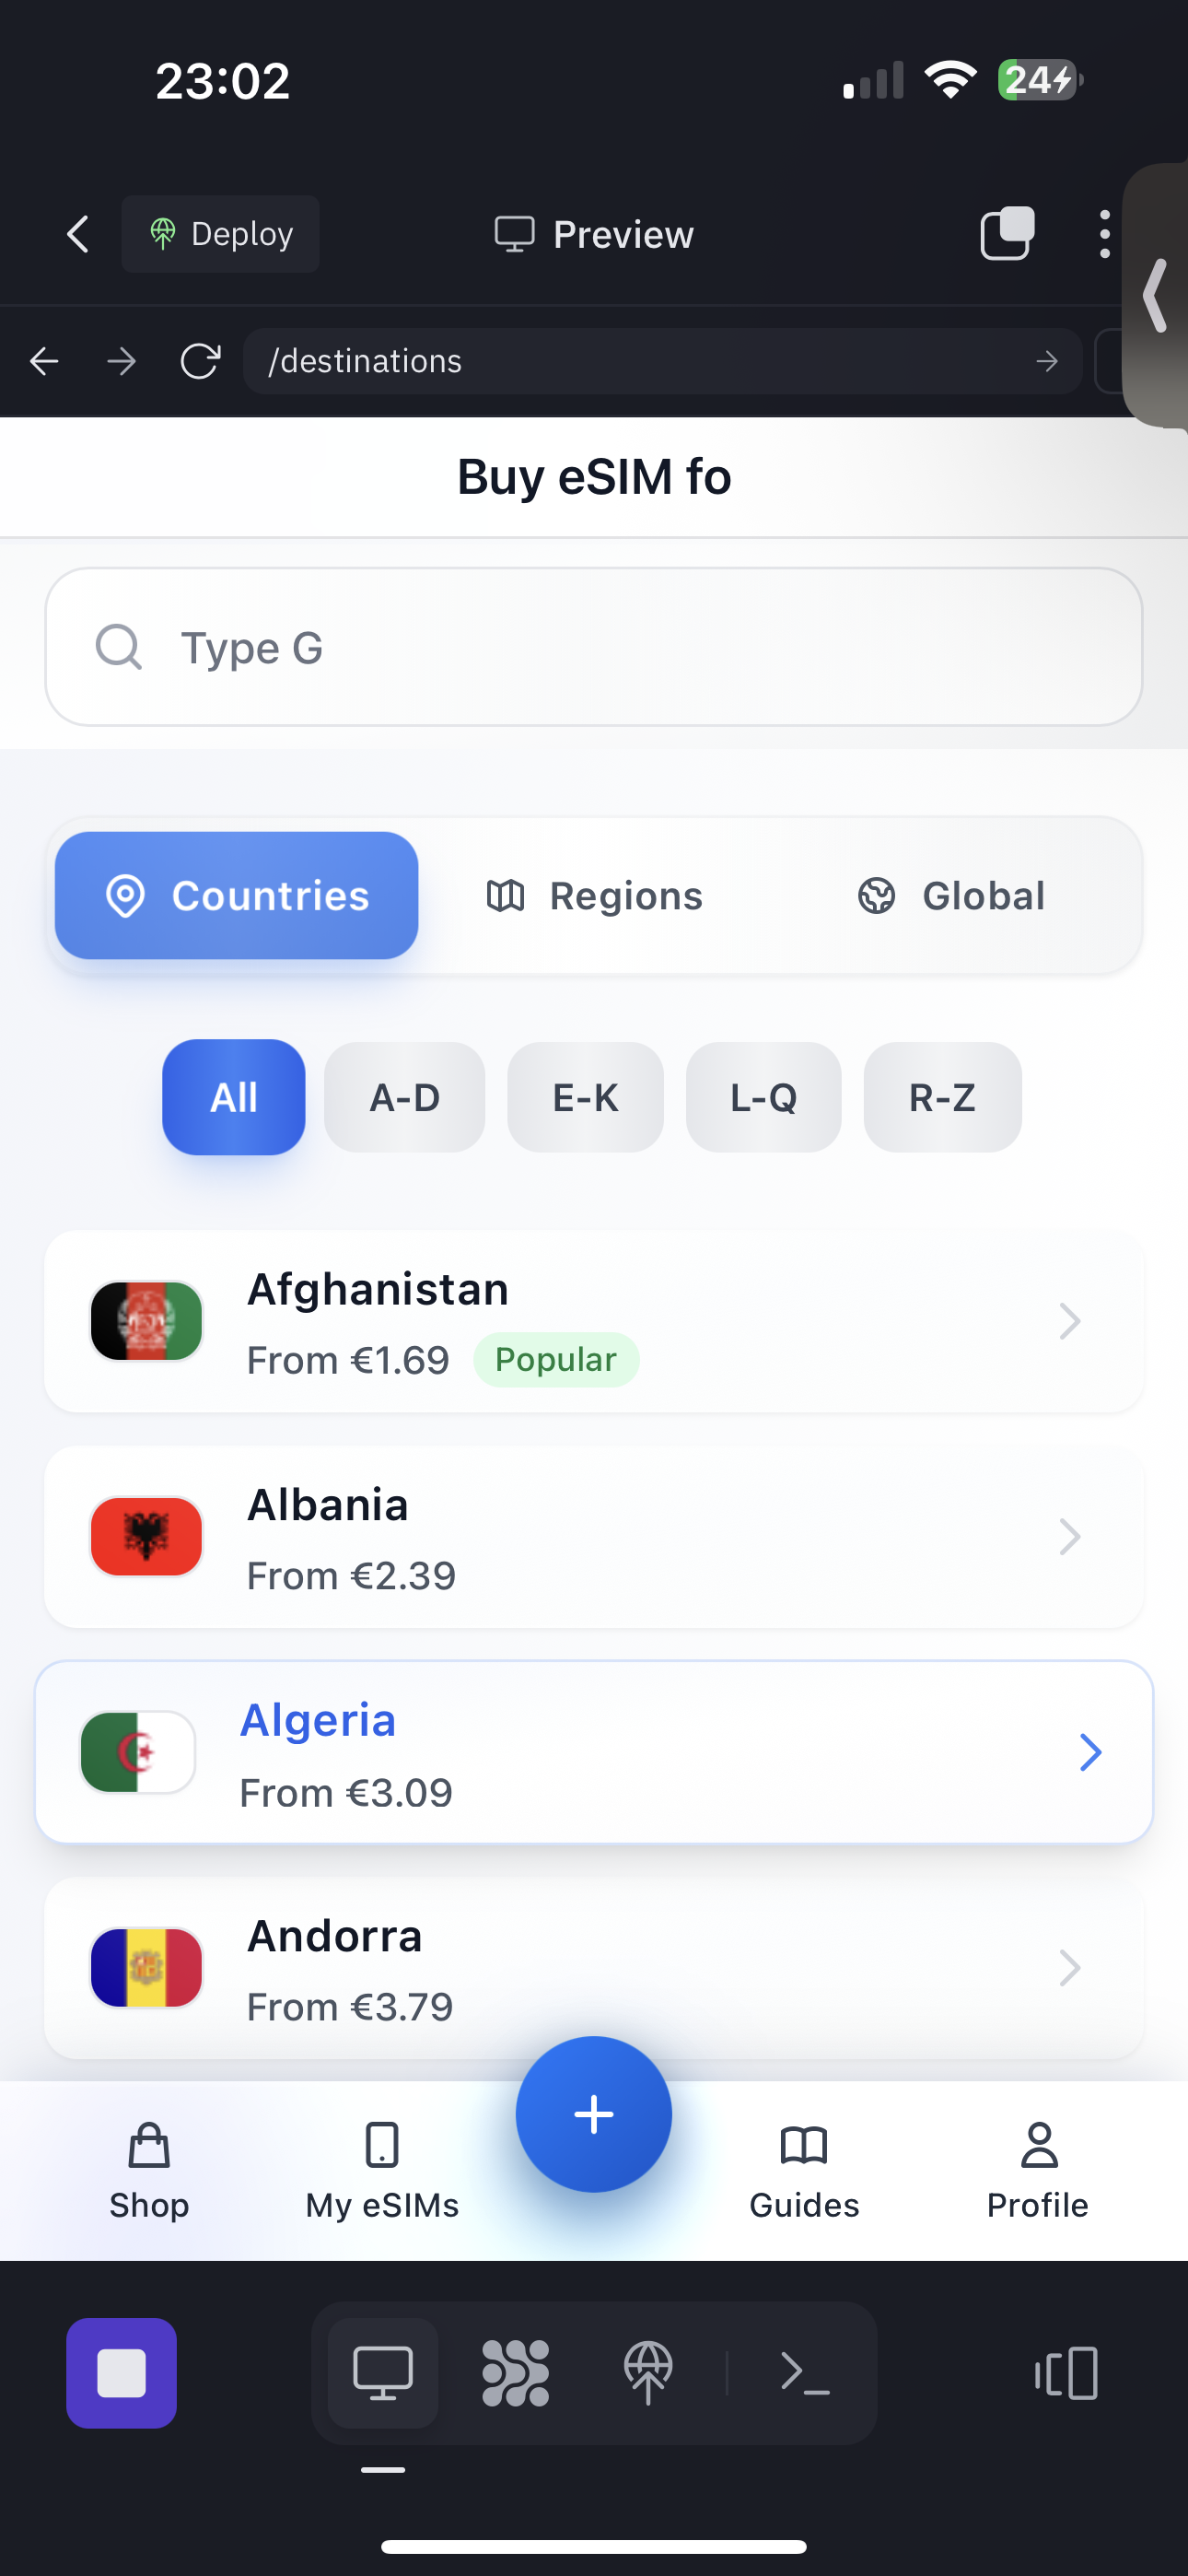 23:02
24
Deploy
Preview
/destinations
Buy eSIM fo
Type G
Countries
Regions
Global
All
A-D
E-K
L-Q
R-Z
Afghanistan
From €1.69
Popular
Albania
From €2.39
Algeria
From €3.09
Andorra
From €3.79
Shop
My eSIMs
Guides
Profile